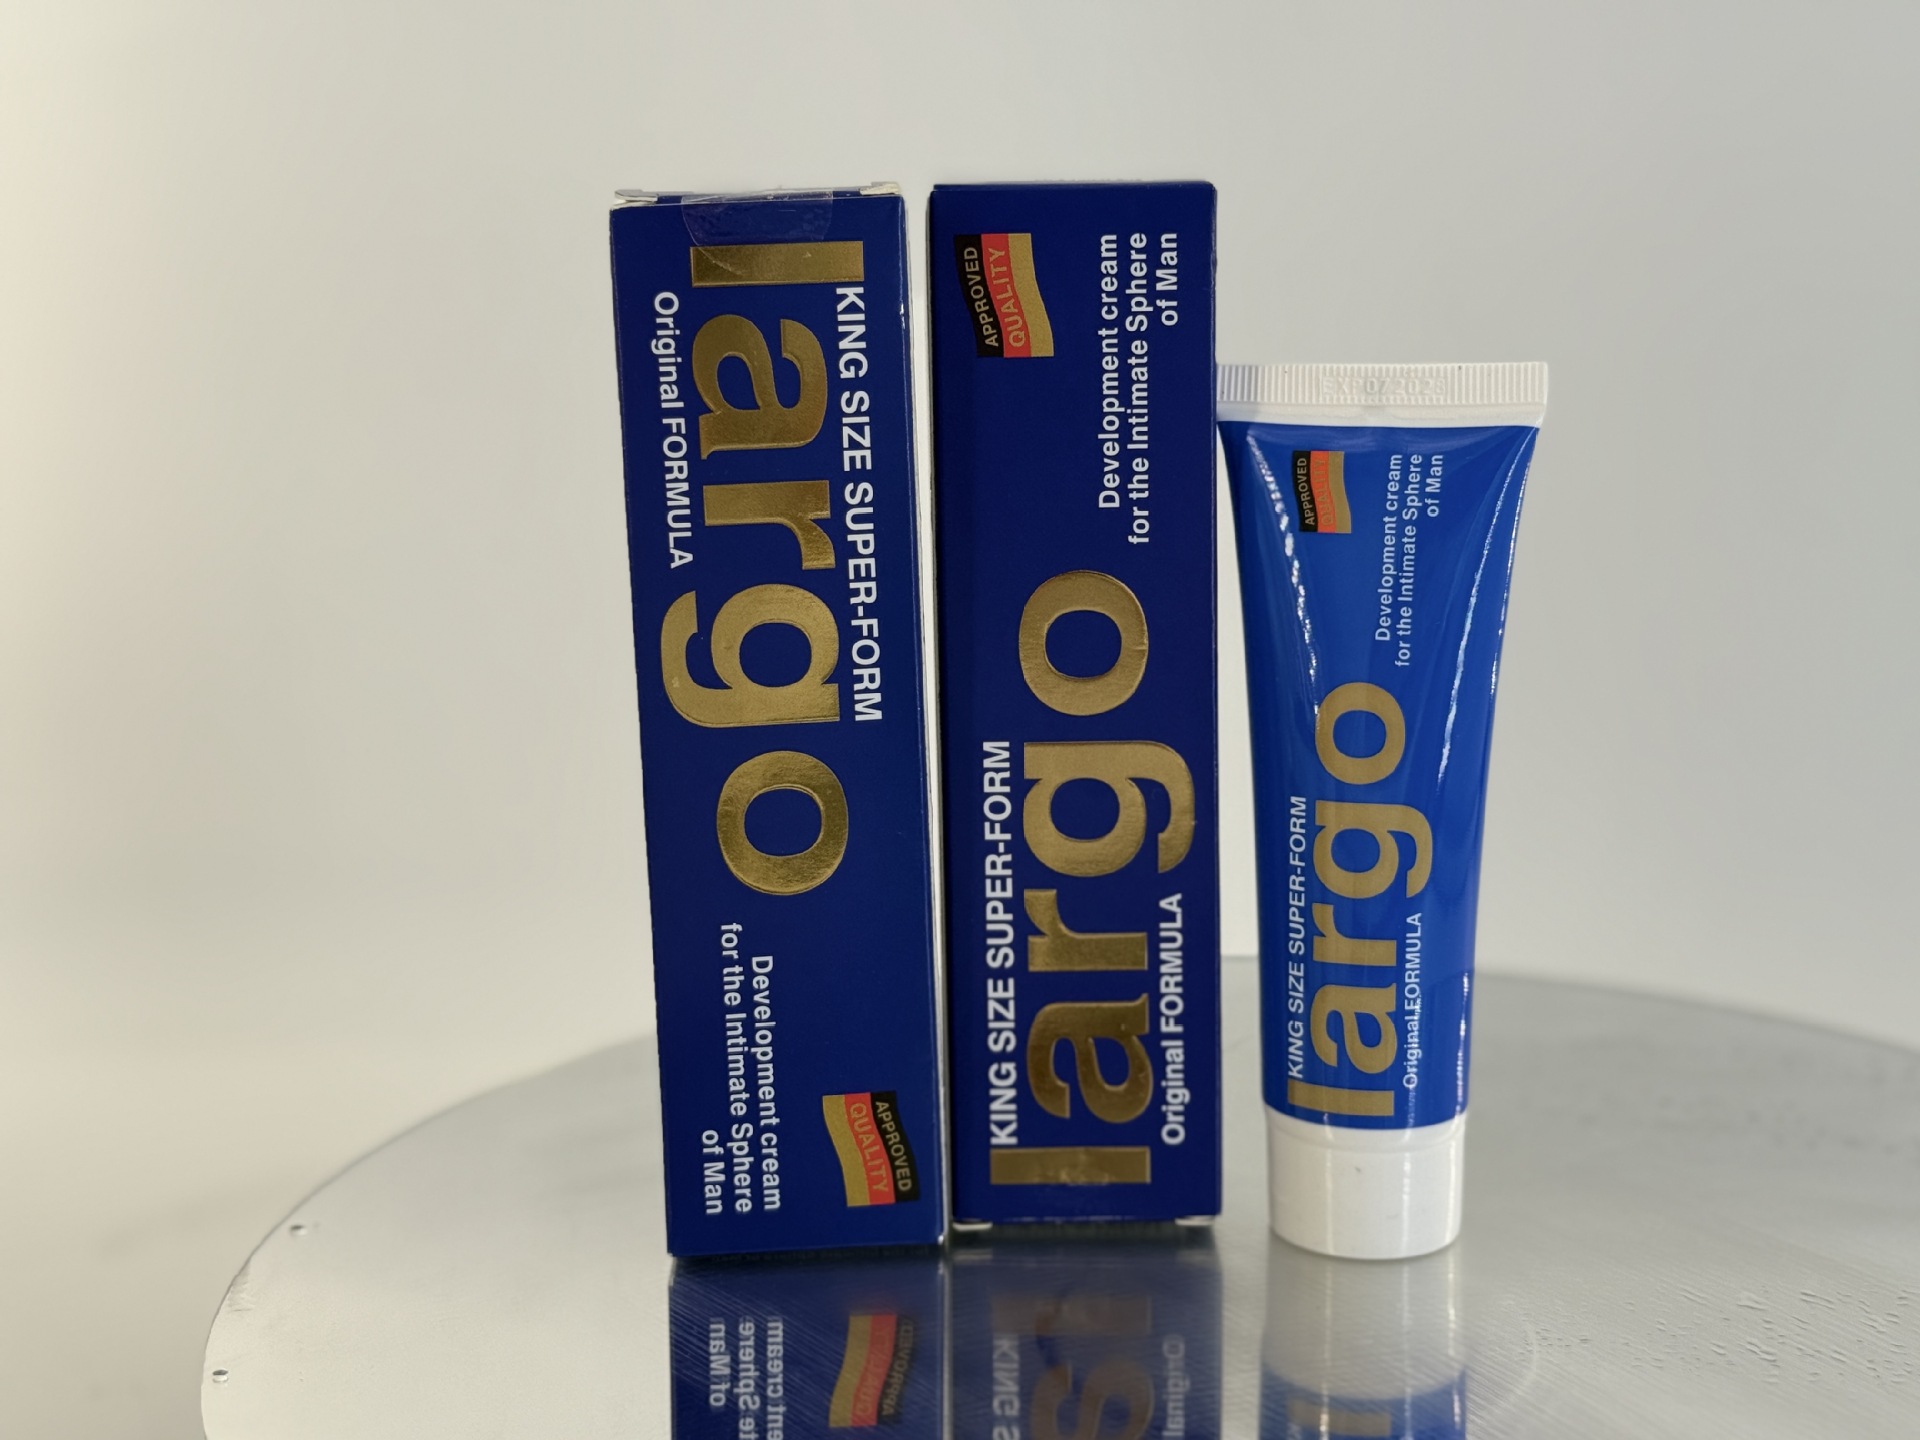 KING SIZE SUPER-FORM
largo
Original FORMULA
Development cream
for the Intimate Sphere
of Man
APPROVED
QUALITY
APPROVED
QUALITY
Development cream
for the Intimate Sphere
of Man
KING SIZE SUPER-FORM
largo
Original FORMULA
APPROVED
QUALITY
Development cream
for the Intimate Sphere
of Man
KING SIZE SUPER-FORM
largo
Original FORMULA